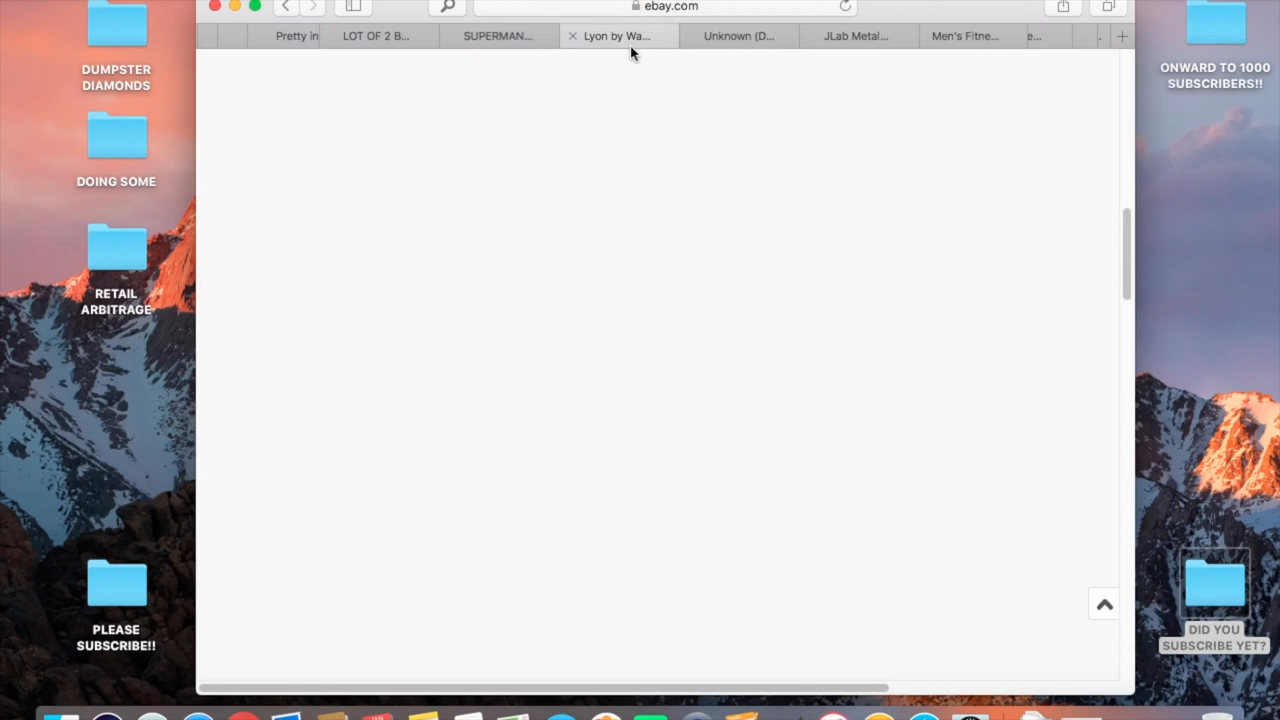 ebay.com
Pretty in
LOT OF 2 B...
SUPERMAN...
Lyon by Wa...
Unknown (D...
JLab Metal...
Men's Fitne...
e...
.
DUMPSTER
DIAMONDS
DOING SOME
RETAIL
ARBITRAGE
PLEASE
SUBSCRIBE!!
ONWARD TO 1000
SUBSCRIBERS!!
DID YOU
SUBSCRIBE YET?
JAN